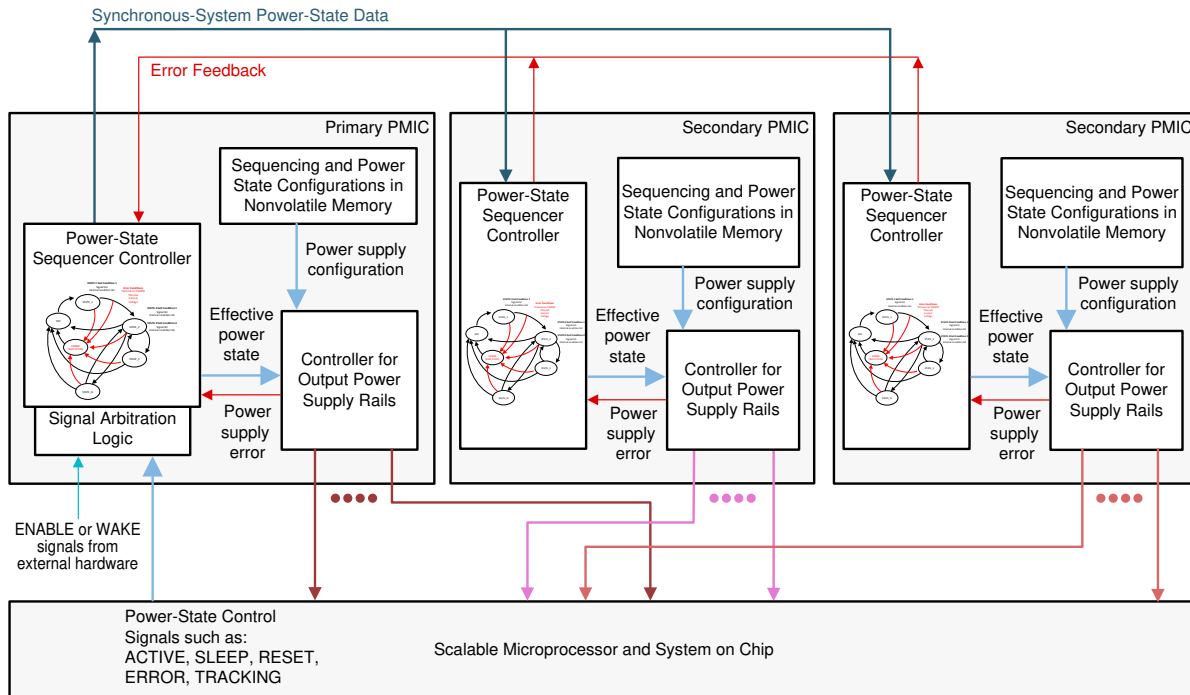 Synchronous-System Power-State Data
Error Feedback
Primary PMIC
Sequencing and Power
State Configurations in
Nonvolatile Memory
Power-State
Sequencer Controller
Power supply
configuration
Effective
power
state
Controller for
Output Power
Supply Rails
Power
supply
error
Signal Arbitration
Logic
ENABLE or WAKE
signals from
external hardware
Secondary PMIC
Power-State
Sequencer
Controller
Sequencing and Power
State Configurations in
Nonvolatile Memory
Power supply
configuration
Effective
power
state
Controller for
Output Power
Supply Rails
Power
supply
error
Secondary PMIC
Power-State
Sequencer
Controller
Sequencing and Power
State Configurations in
Nonvolatile Memory
Power supply
configuration
Effective
power
state
Controller for
Output Power
Supply Rails
Power
supply
error
Power-State Control
Signals such as:
ACTIVE, SLEEP, RESET,
ERROR, TRACKING
Scalable Microprocessor and System on Chip